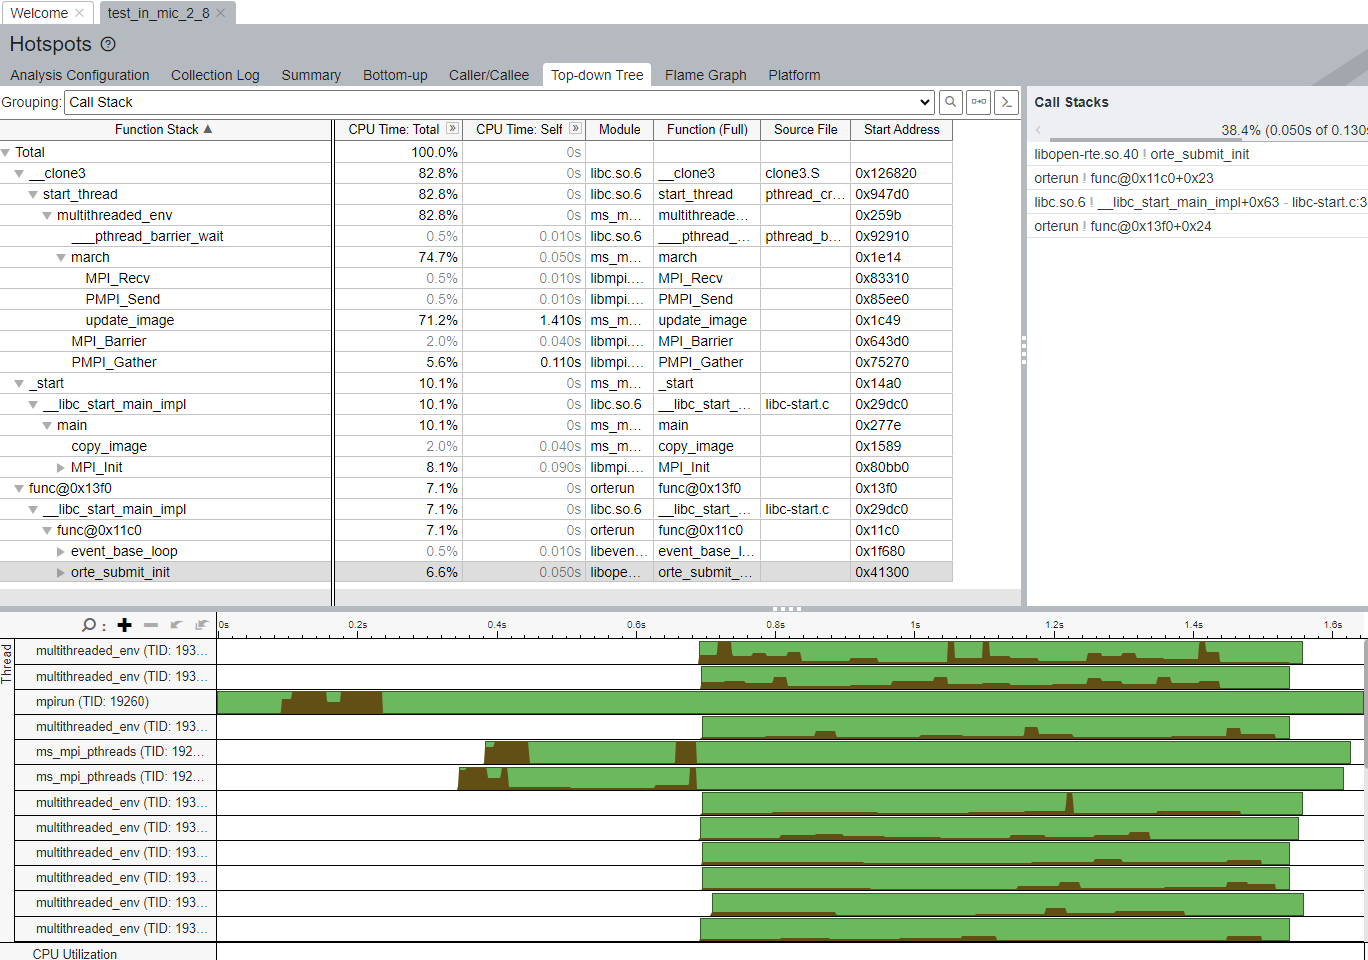 Welcome × test_in_mic_2_8 ×
Hotspots ?
Analysis Configuration Collection Log Summary Bottom-up Caller/Callee Top-down Tree Flame Graph Platform
Grouping: Call Stack
Function Stack ▲ CPU Time: Total » CPU Time: Self » Module Function (Full) Source File Start Address
Total 100.0% 0s
__clone3 82.8% 0s libc.so.6 __clone3 clone3.S 0x126820
start_thread 82.8% 0s libc.so.6 start_thread pthread_cr... 0x947d0
multithreaded_env 82.8% 0s ms_m... multithreade... 0x259b
___pthread_barrier_wait 0.5% 0.010s libc.so.6 ___pthread_... pthread_b... 0x92910
march 74.7% 0.050s ms_m... march 0x1e14
MPI_Recv 0.5% 0.010s libmpi.... MPI_Recv 0x83310
PMPI_Send 0.5% 0.010s libmpi.... PMPI_Send 0x85ee0
update_image 71.2% 1.410s ms_m... update_image 0x1c49
MPI_Barrier 2.0% 0.040s libmpi.... MPI_Barrier 0x643d0
PMPI_Gather 5.6% 0.110s libmpi.... PMPI_Gather 0x75270
_start 10.1% 0s ms_m... _start 0x14a0
__libc_start_main_impl 10.1% 0s libc.so.6 __libc_start_... libc-start.c 0x29dc0
main 10.1% 0s ms_m... main 0x277e
copy_image 2.0% 0.040s ms_m... copy_image 0x1589
MPI_Init 8.1% 0.090s libmpi.... MPI_Init 0x80bb0
func@0x13f0 7.1% 0s orterun func@0x13f0 0x13f0
__libc_start_main_impl 7.1% 0s libc.so.6 __libc_start_... libc-start.c 0x29dc0
func@0x11c0 7.1% 0s orterun func@0x11c0 0x11c0
event_base_loop 0.5% 0.010s libeven... event_base_l... 0x1f680
orte_submit_init 6.6% 0.050s libope... orte_submit_... 0x41300
Call Stacks
38.4% (0.050s of 0.130s
libopen-rte.so.40 ! orte_submit_init
orterun ! func@0x11c0+0x23
libc.so.6 ! __libc_start_main_impl+0x63 - libc-start.c:3
orterun ! func@0x13f0+0x24
0s 0.2s 0.4s 0.6s 0.8s 1s 1.2s 1.4s 1.6s
Thread
multithreaded_env (TID: 193...
multithreaded_env (TID: 193...
mpirun (TID: 19260)
multithreaded_env (TID: 193...
ms_mpi_pthreads (TID: 192...
ms_mpi_pthreads (TID: 192...
multithreaded_env (TID: 193...
multithreaded_env (TID: 193...
multithreaded_env (TID: 193...
multithreaded_env (TID: 193...
multithreaded_env (TID: 193...
multithreaded_env (TID: 193...
CPU Utilization